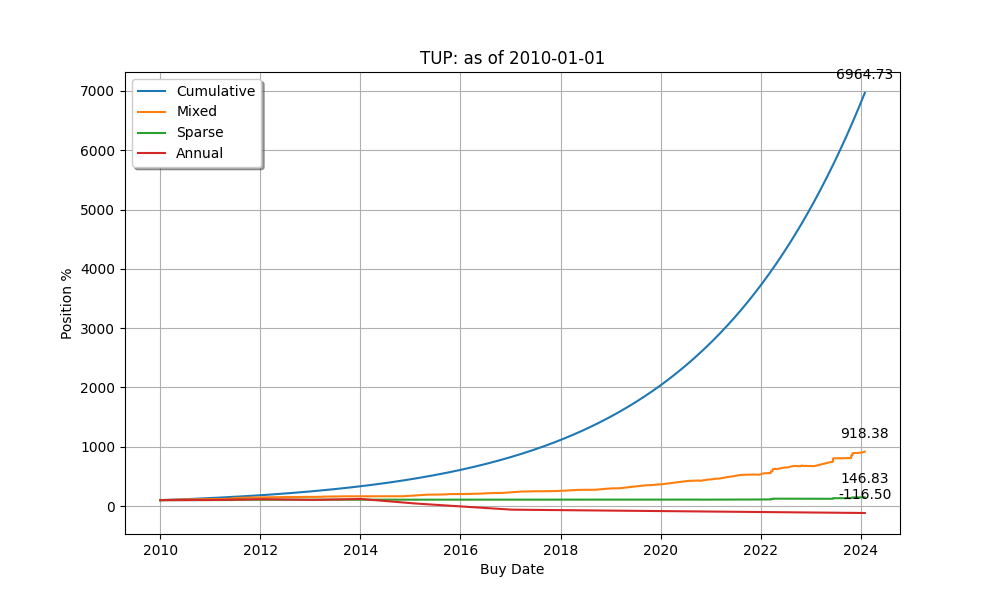 TUP: as of 2010-01-01
6964.73
7000
Cumulative
Mixed
6000
Sparse
Annual
5000
4000
Position %
3000
2000
1000
918.38
146.83
-116.50
0
2010 2012 2014 2016 2018 2020 2022 2024
Buy Date